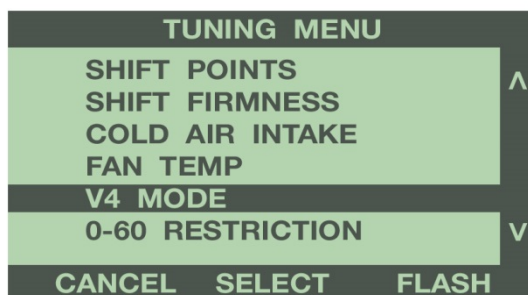 TUNING MENU
SHIFT POINTS
SHIFT FIRMNESS
COLD AIR INTAKE
FAN TEMP
V4 MODE
0-60 RESTRICTION
CANCEL SELECT FLASH